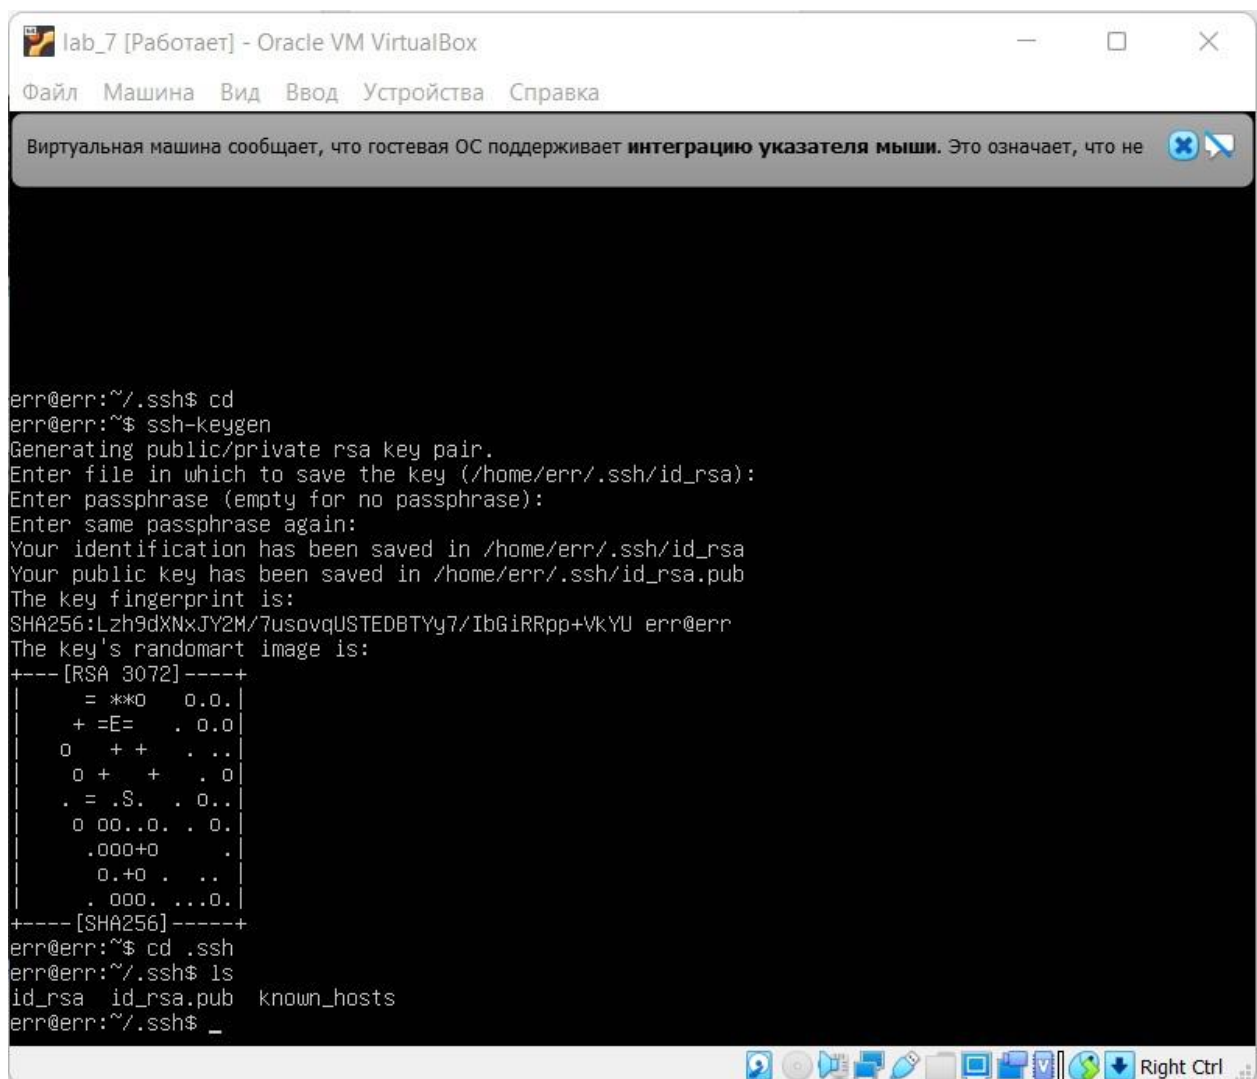 lab_7 [Работает] - Oracle VM VirtualBox
Файл Машина Вид Ввод Устройства Справка
Виртуальная машина сообщает, что гостевая ОС поддерживает интеграцию указателя мыши. Это означает, что не
err@err:~/.ssh$ cd
err@err:~$ ssh-keygen
Generating public/private rsa key pair.
Enter file in which to save the key (/home/err/.ssh/id_rsa):
Enter passphrase (empty for no passphrase):
Enter same passphrase again:
Your identification has been saved in /home/err/.ssh/id_rsa
Your public key has been saved in /home/err/.ssh/id_rsa.pub
The key fingerprint is:
SHA256:Lzh9dXNxJY2M/7usovqUSTEDBTYy7/IbGiRRpp+VkYU err@err
The key's randomart image is:
+---[RSA 3072]----+
|     = **o   o.o.|
|    + =E=   . o.o|
|   o   + +   . ..|
|    o +   +   . o|
|   . = .S.  . o..|
|    o oo..o. . o.|
|     .ooo+o     .|
|      o.+o .  .. |
|     . ooo. ...o.|
+----[SHA256]-----+
err@err:~$ cd .ssh
err@err:~/.ssh$ ls
id_rsa  id_rsa.pub  known_hosts
err@err:~/.ssh$ _
Right Ctrl